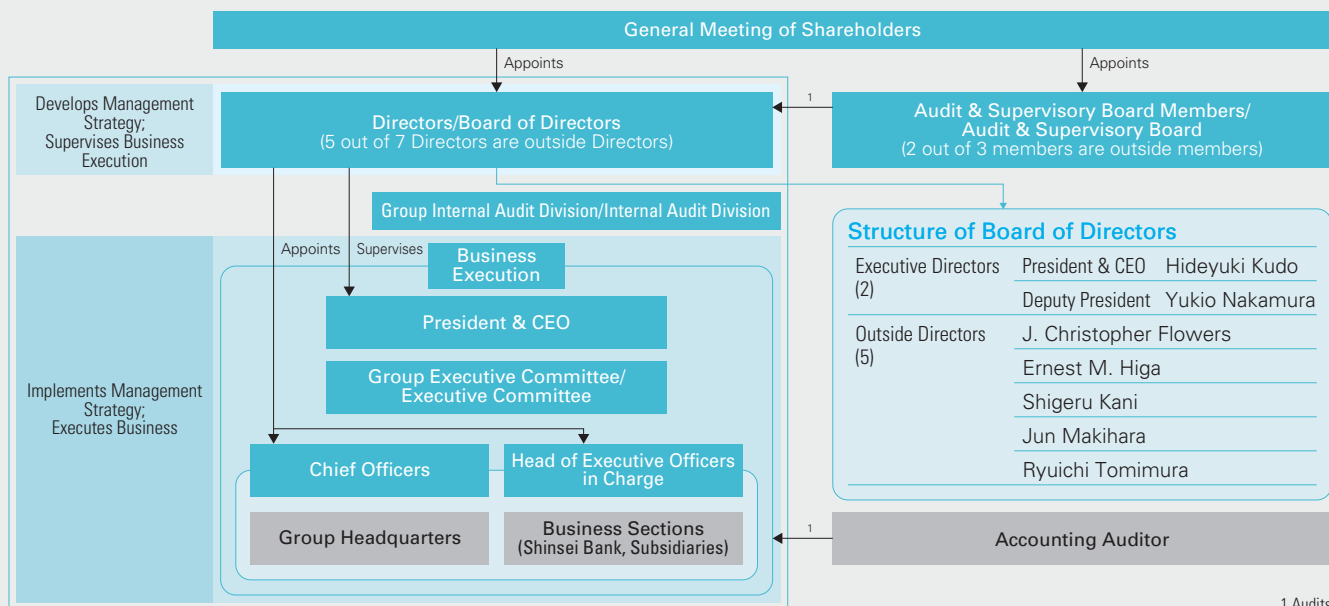 General Meeting of Shareholders
Appoints
Appoints
Develops Management
Strategy;
Supervises Business
Execution
Directors/Board of Directors
(5 out of 7 Directors are outside Directors)
1
Audit & Supervisory Board Members/
Audit & Supervisory Board
(2 out of 3 members are outside members)
Group Internal Audit Division/Internal Audit Division
Appoints
Supervises
Implements Management
Strategy;
Executes Business
Business
Execution
President & CEO
Group Executive Committee/
Executive Committee
Chief Officers
Head of Executive Officers
in Charge
Group Headquarters
Business Sections
(Shinsei Bank, Subsidiaries)
Structure of Board of Directors
Executive Directors
(2)
President & CEO Hideyuki Kudo
Deputy President Yukio Nakamura
Outside Directors
(5)
J. Christopher Flowers
Ernest M. Higa
Shigeru Kani
Jun Makihara
Ryuichi Tomimura
1
Accounting Auditor
1 Audits